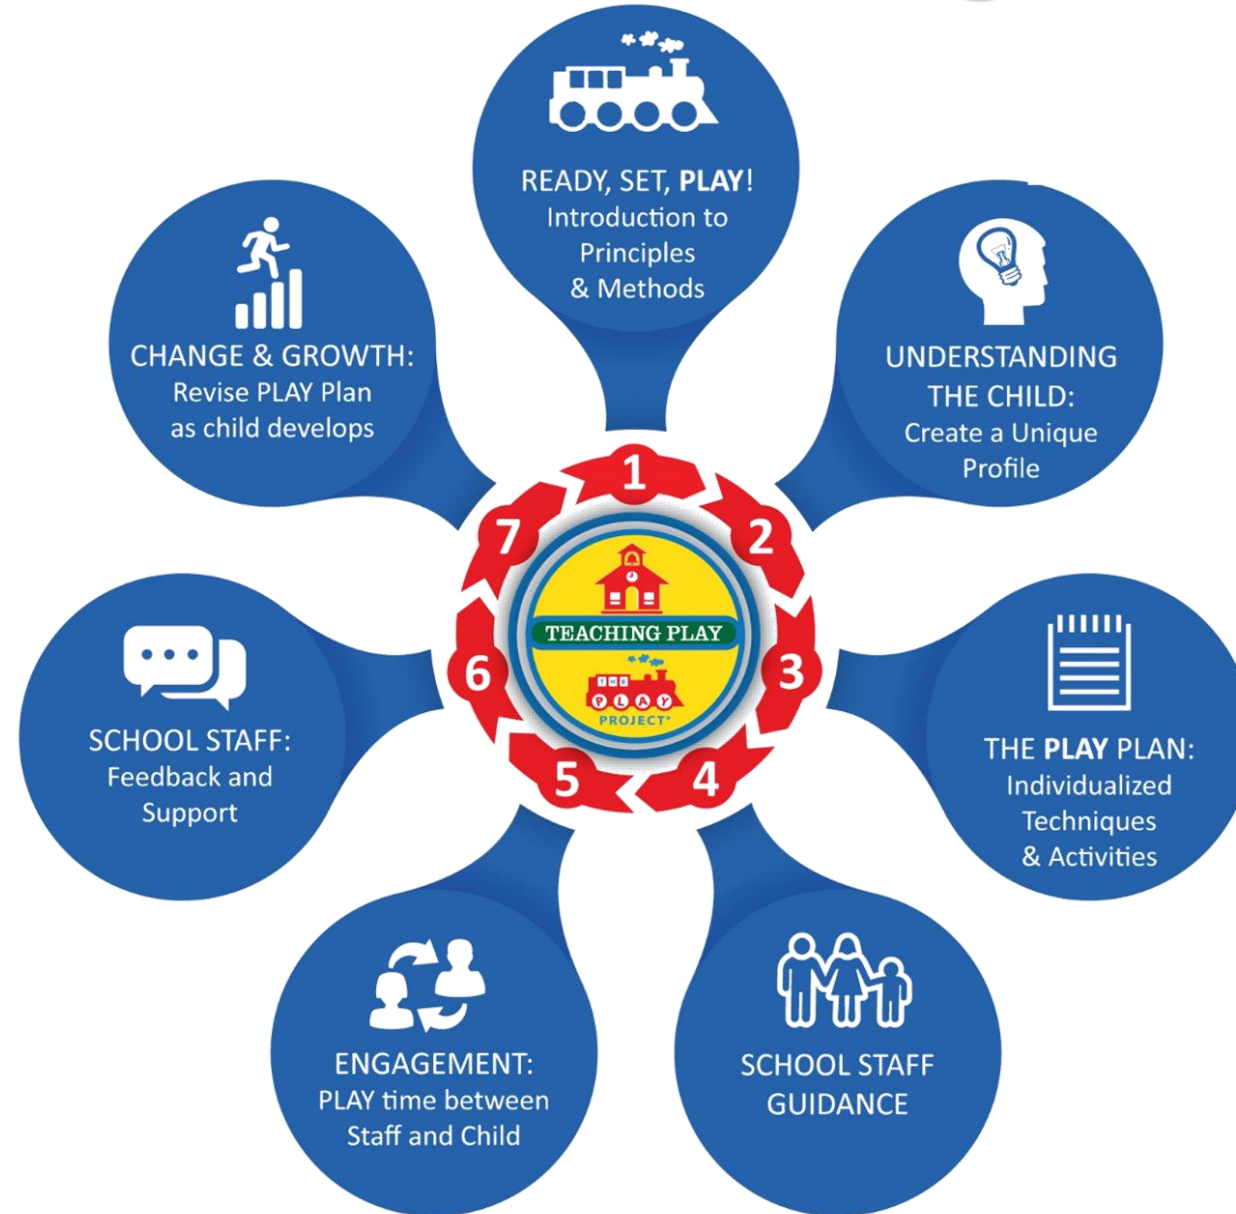 READY, SET, PLAY!
Introduction to
Principles
& Methods
UNDERSTANDING
THE CHILD:
Create a Unique
Profile
THE PLAY PLAN:
Individualized
Techniques
& Activities
SCHOOL STAFF
GUIDANCE
ENGAGEMENT:
PLAY time between
Staff and Child
SCHOOL STAFF:
Feedback and
Support
CHANGE & GROWTH:
Revise PLAY Plan
as child develops
1
2
3
4
5
6
7
TEACHING PLAY
THE
PLAY
PROJECT®